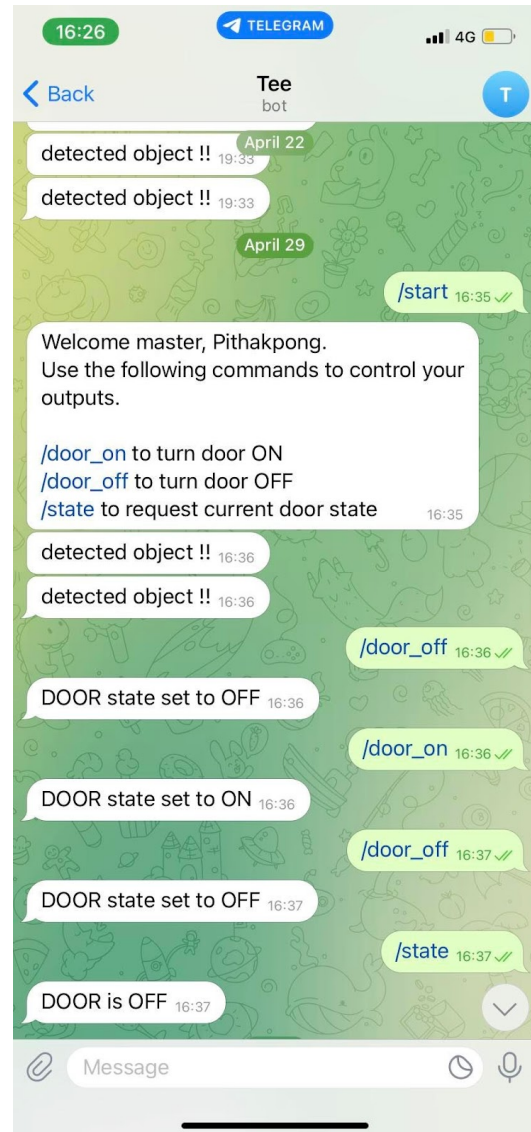 16:26
TELEGRAM
4G
Back
Tee
bot
T
April 22
detected object !! 19:33
detected object !! 19:33
April 29
/start 16:35
Welcome master, Pithakpong.
Use the following commands to control your
outputs.
/door_on to turn door ON
/door_off to turn door OFF
/state to request current door state 16:35
detected object !! 16:36
detected object !! 16:36
/door_off 16:36
DOOR state set to OFF 16:36
/door_on 16:36
DOOR state set to ON 16:36
/door_off 16:37
DOOR state set to OFF 16:37
/state 16:37
DOOR is OFF 16:37
Message